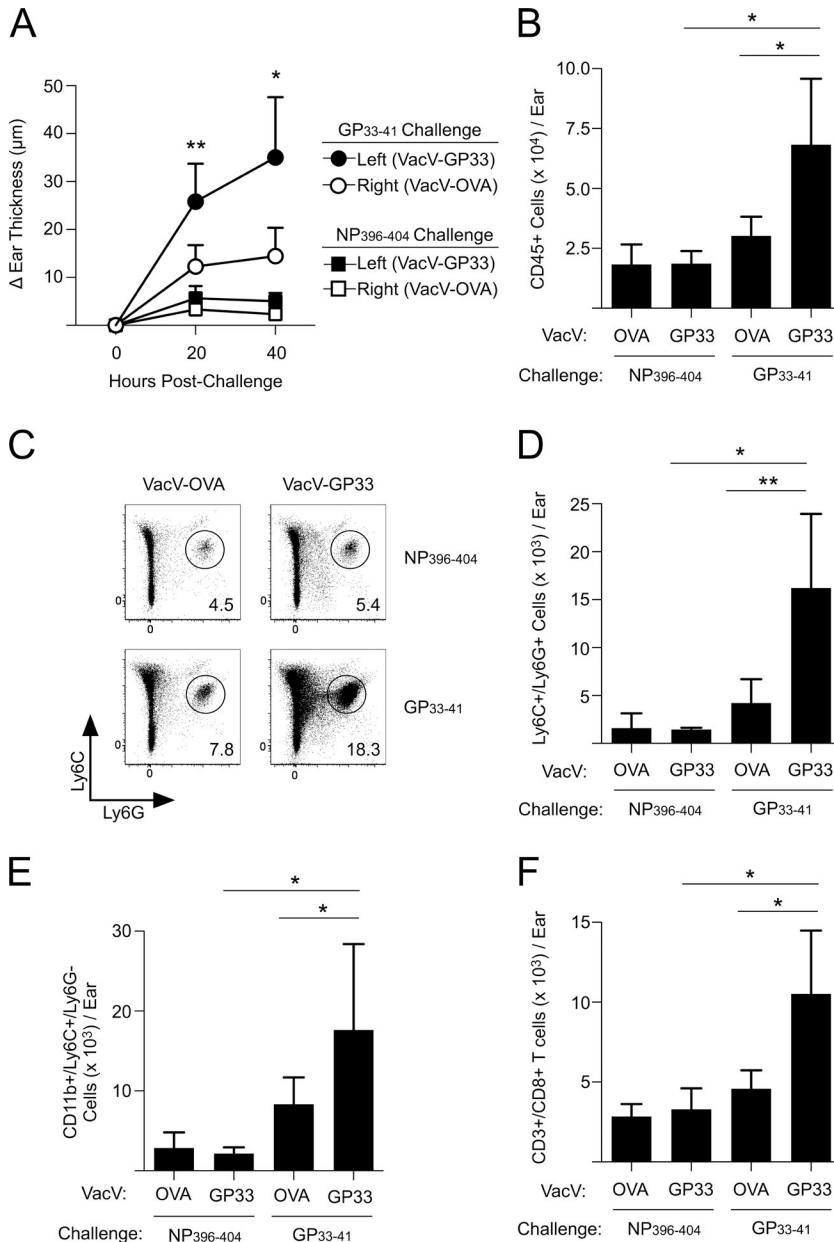 A
Δ Ear Thickness (μm)
50
40
30
20
10
**
*
0
20
40
Hours Post-Challenge
GP33-41 Challenge
Left (VacV-GP33)
Right (VacV-OVA)
NP396-404 Challenge
Left (VacV-GP33)
Right (VacV-OVA)
B
*
*
CD45+ Cells (x 10⁴) / Ear
10.0
7.5
5.0
2.5
VacV: OVA GP33 OVA GP33
Challenge: NP396-404 GP33-41
C
VacV-OVA VacV-GP33
0
0
4.5
0
0
5.4
NP396-404
0
0
7.8
0
0
18.3
GP33-41
Ly6C
Ly6G
D
*
**
Ly6C+/Ly6G+ Cells (x 10³) / Ear
25
20
15
10
5
VacV: OVA GP33 OVA GP33
Challenge: NP396-404 GP33-41
E
*
*
CD11b+/Ly6C+/Ly6G-
Cells (x 10³) / Ear
30
20
10
VacV: OVA GP33 OVA GP33
Challenge: NP396-404 GP33-41
F
*
*
CD3+/CD8+ T cells (x 10³) / Ear
15
10
5
VacV: OVA GP33 OVA GP33
Challenge: NP396-404 GP33-41